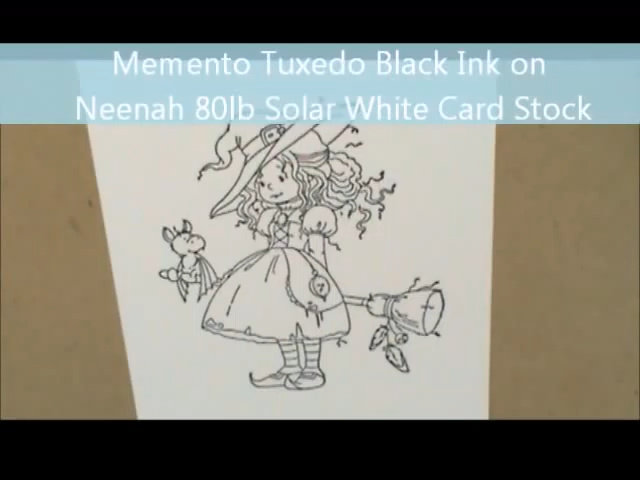 Memento Tuxedo Black Ink on
Neenah 80lb Solar White Card Stock